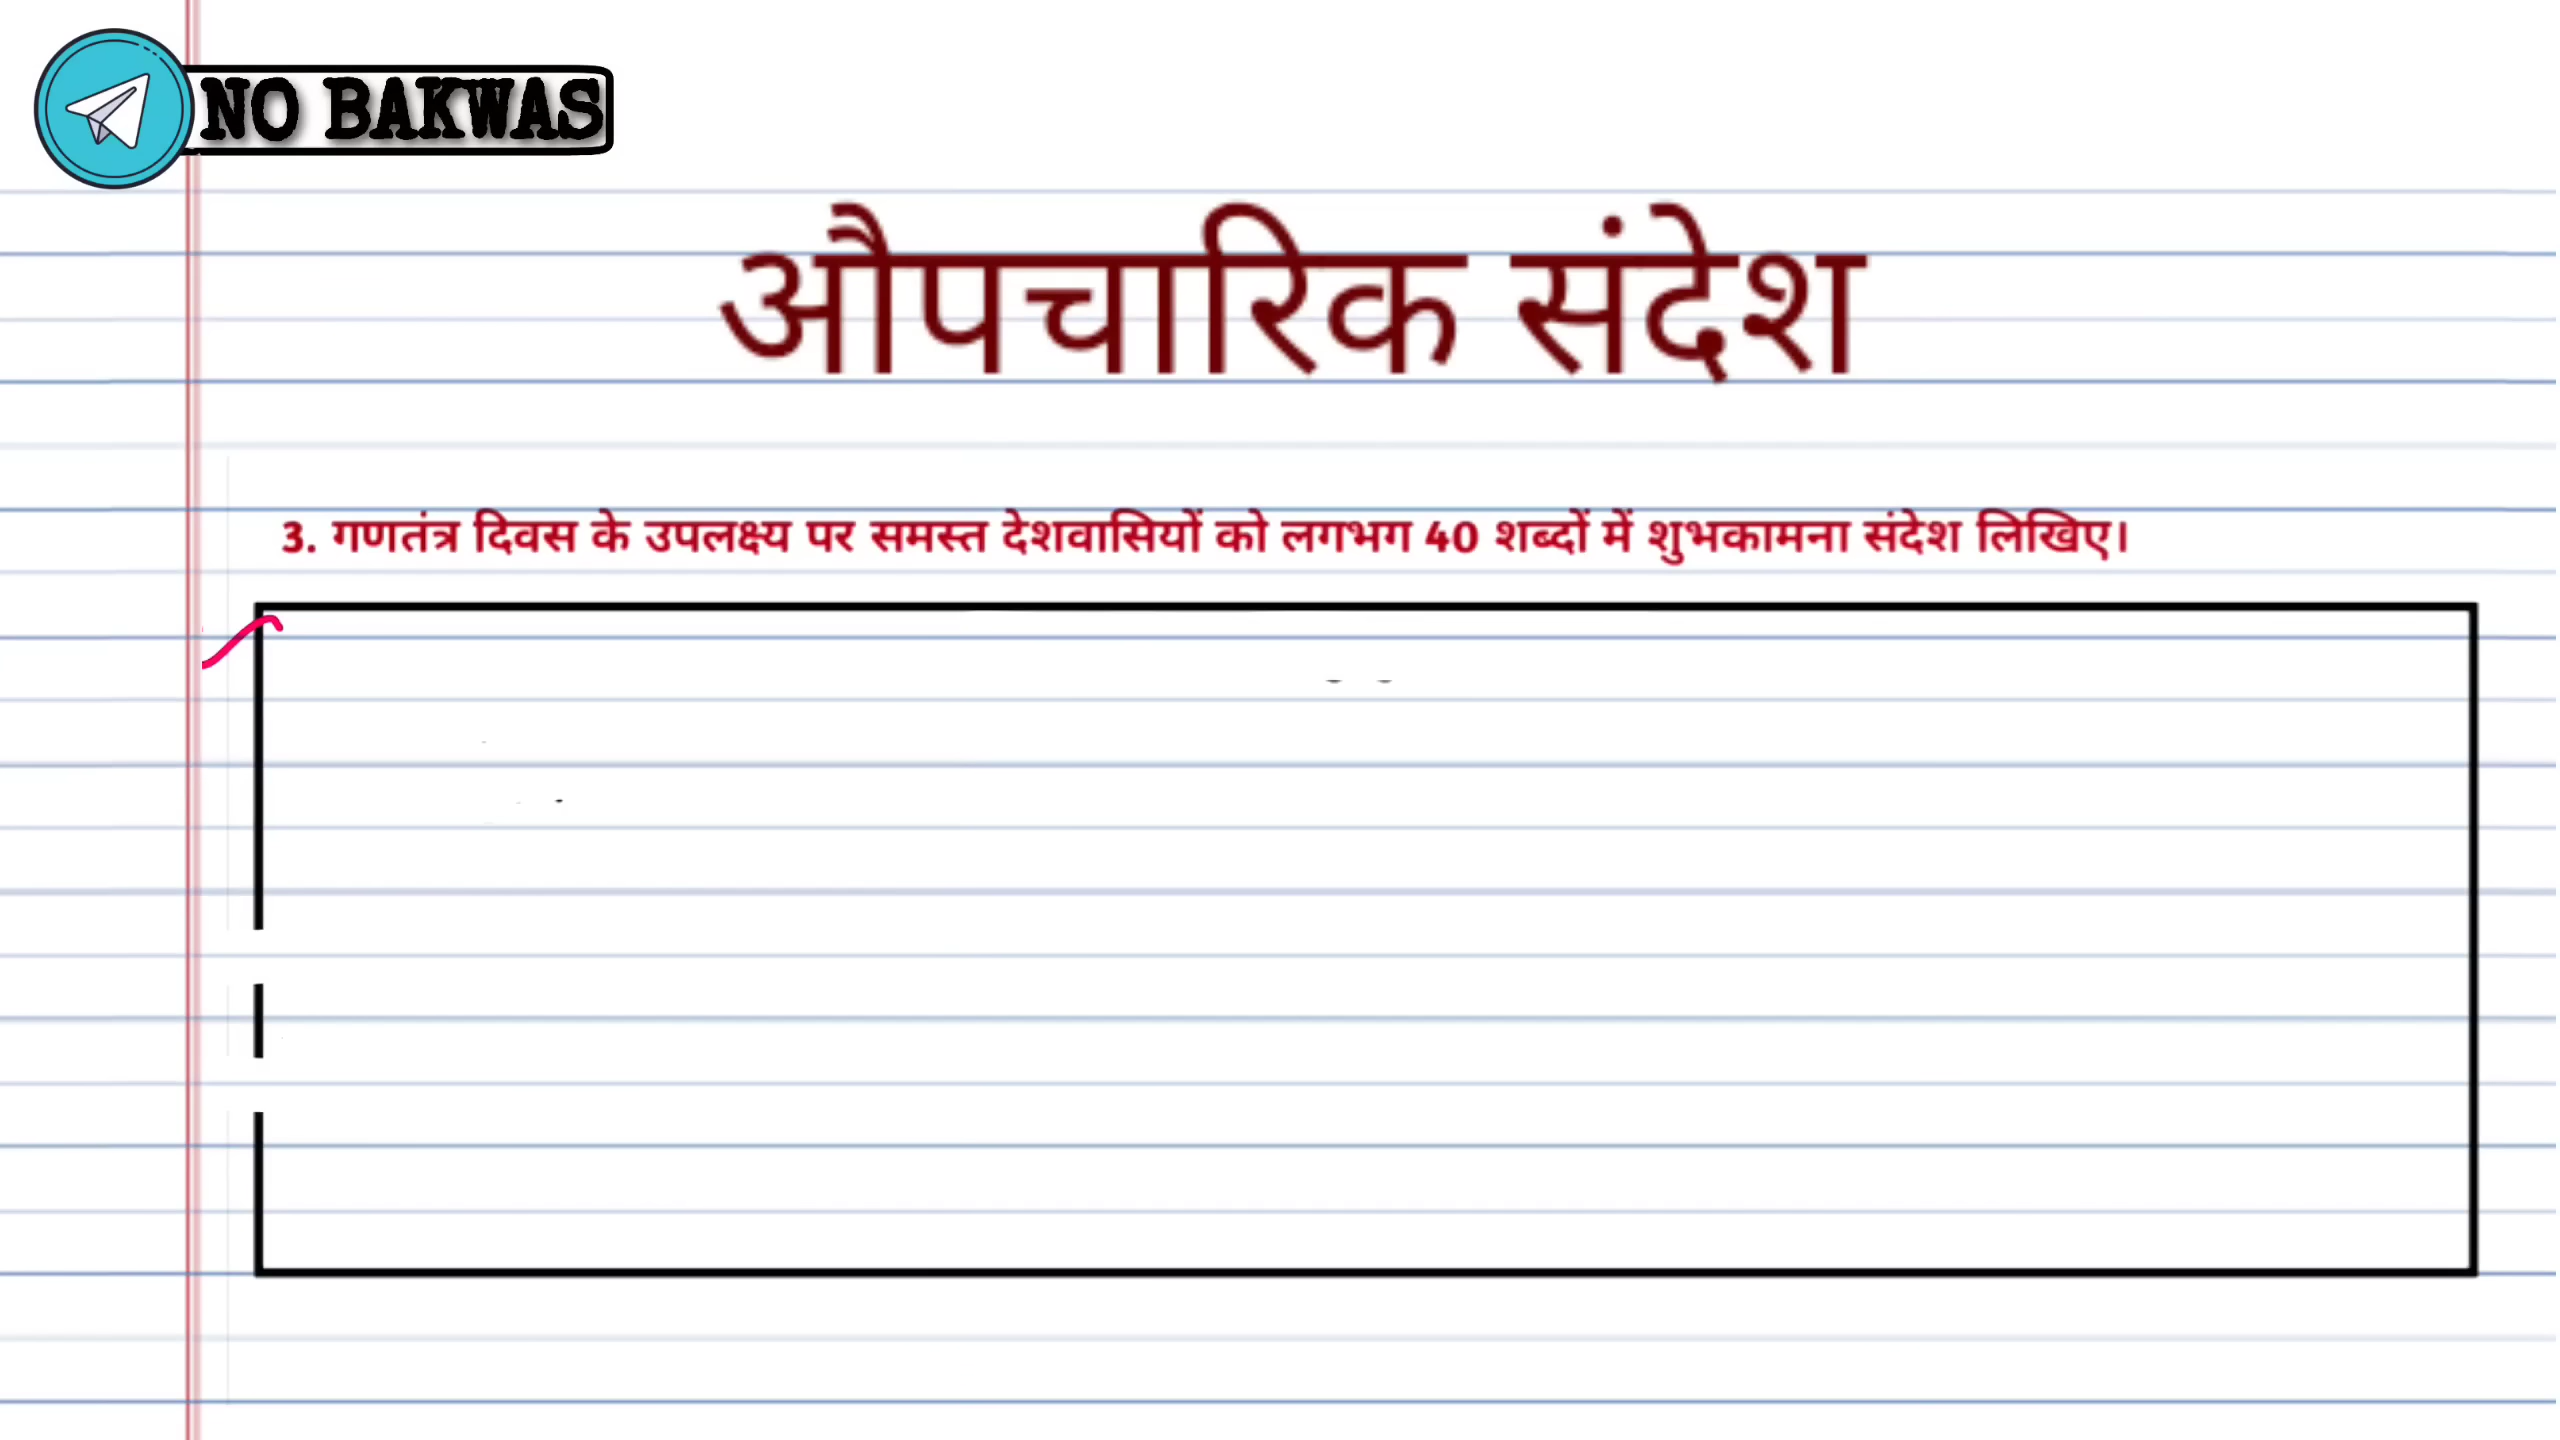 NO BAKWAS
औपचारिक संदेश
3. गणतंत्र दिवस के उपलक्ष्य पर समस्त देशवासियों को लगभग 40 शब्दों में शुभकामना संदेश लिखिए।